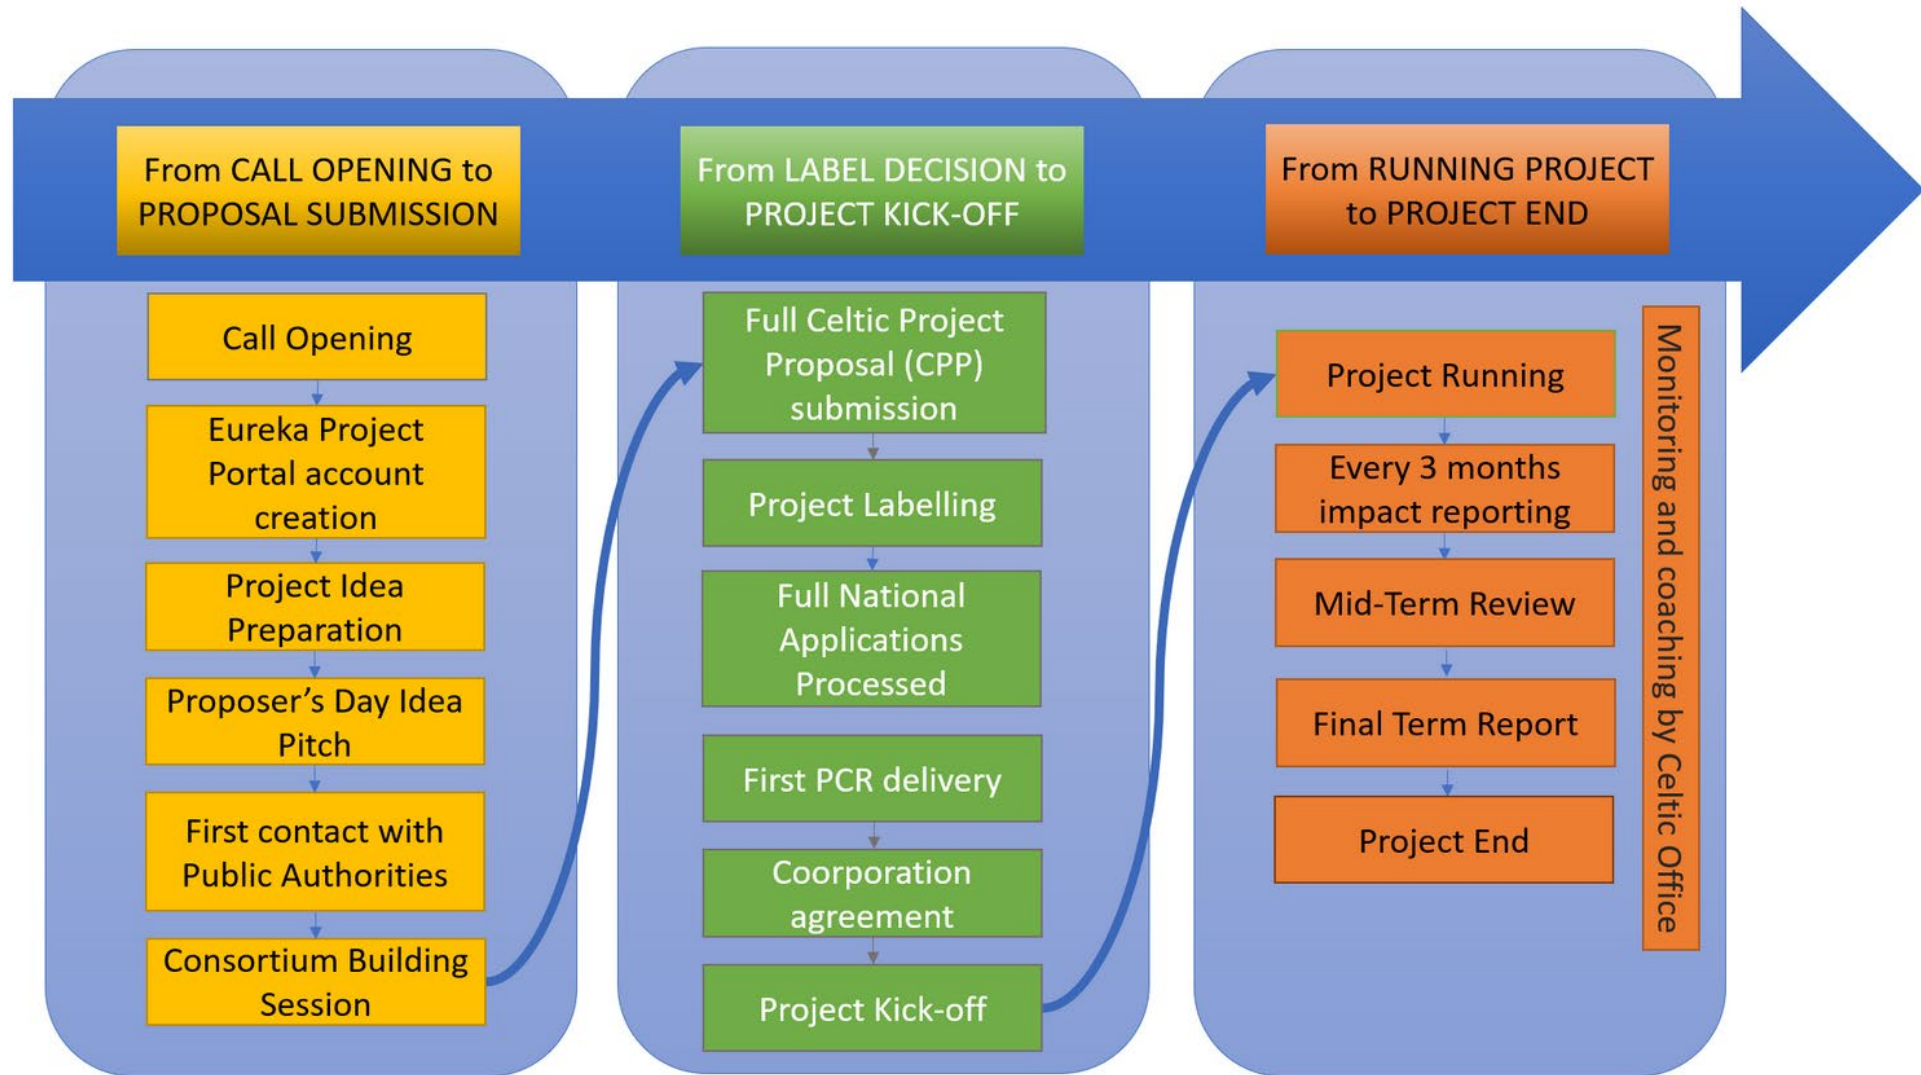 From CALL OPENING to
PROPOSAL SUBMISSION
Call Opening
Eureka Project
Portal account
creation
Project Idea
Preparation
Proposer’s Day Idea
Pitch
First contact with
Public Authorities
Consortium Building
Session
From LABEL DECISION to
PROJECT KICK-OFF
Full Celtic Project
Proposal (CPP)
submission
Project Labelling
Full National
Applications
Processed
First PCR delivery
Coorporation
agreement
Project Kick-off
From RUNNING PROJECT
to PROJECT END
Project Running
Every 3 months
impact reporting
Mid-Term Review
Final Term Report
Project End
Monitoring and coaching by Celtic Office